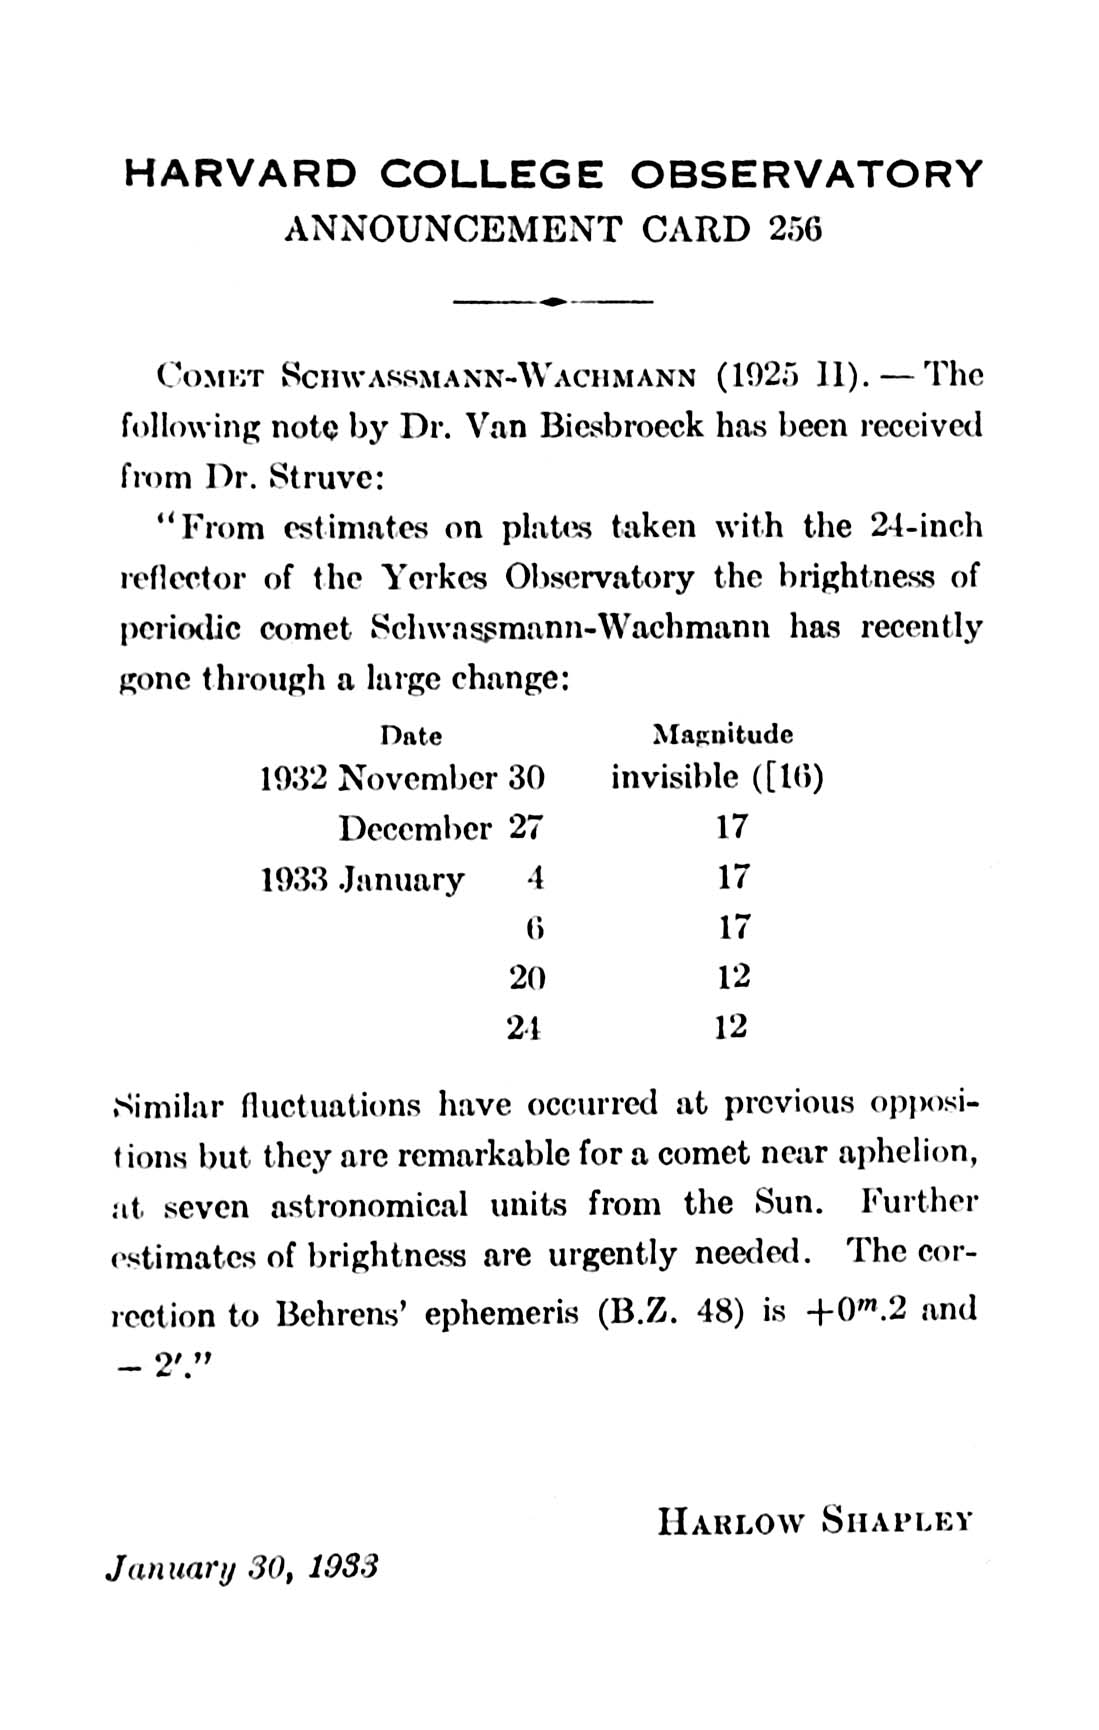 HARVARD COLLEGE OBSERVATORY
ANNOUNCEMENT CARD 256
COMET SCHWASSMANN-WACHMANN (1925 II). — The
following note by Dr. Van Biesbroeck has been received
from Dr. Struve:
"From estimates on plates taken with the 24-inch
reflector of the Yerkes Observatory the brightness of
periodic comet Schwassmann-Wachmann has recently
gone through a large change:
Date Magnitude
1932 November 30 invisible ([16)
December 27 17
1933 January 4 17
6 17
20 12
24 12
Similar fluctuations have occurred at previous opposi-
tions but they are remarkable for a comet near aphelion,
at seven astronomical units from the Sun. Further
estimates of brightness are urgently needed. The cor-
rection to Behrens' ephemeris (B.Z. 48) is +0m.2 and
— 2′."
HARLOW SHAPLEY
January 30, 1933